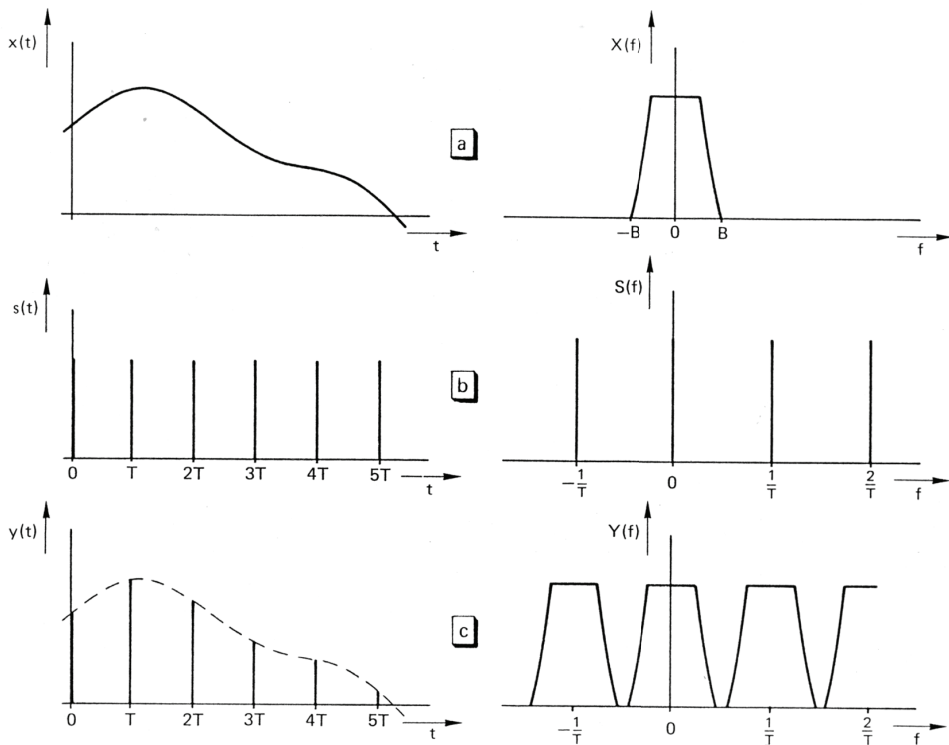 x(t)
X(f)
a
t
−B 0 B
f
s(t)
S(f)
b
0 T 2T 3T 4T 5T
t
−1/T 0 1/T 2/T
f
y(t)
Y(f)
c
0 T 2T 3T 4T 5T
t
−1/T 0 1/T 2/T
f